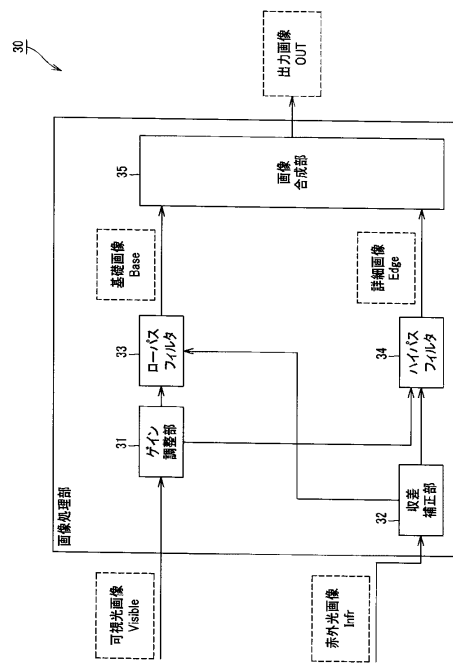 30
画像処理部
可視光画像
Visible
31
ゲイン
調整部
33
ローパス
フィルタ
基礎画像
Base
35
画像
合成部
出力画像
OUT
赤外光画像
Infr
32
収差
補正部
34
ハイパス
フィルタ
詳細画像
Edge